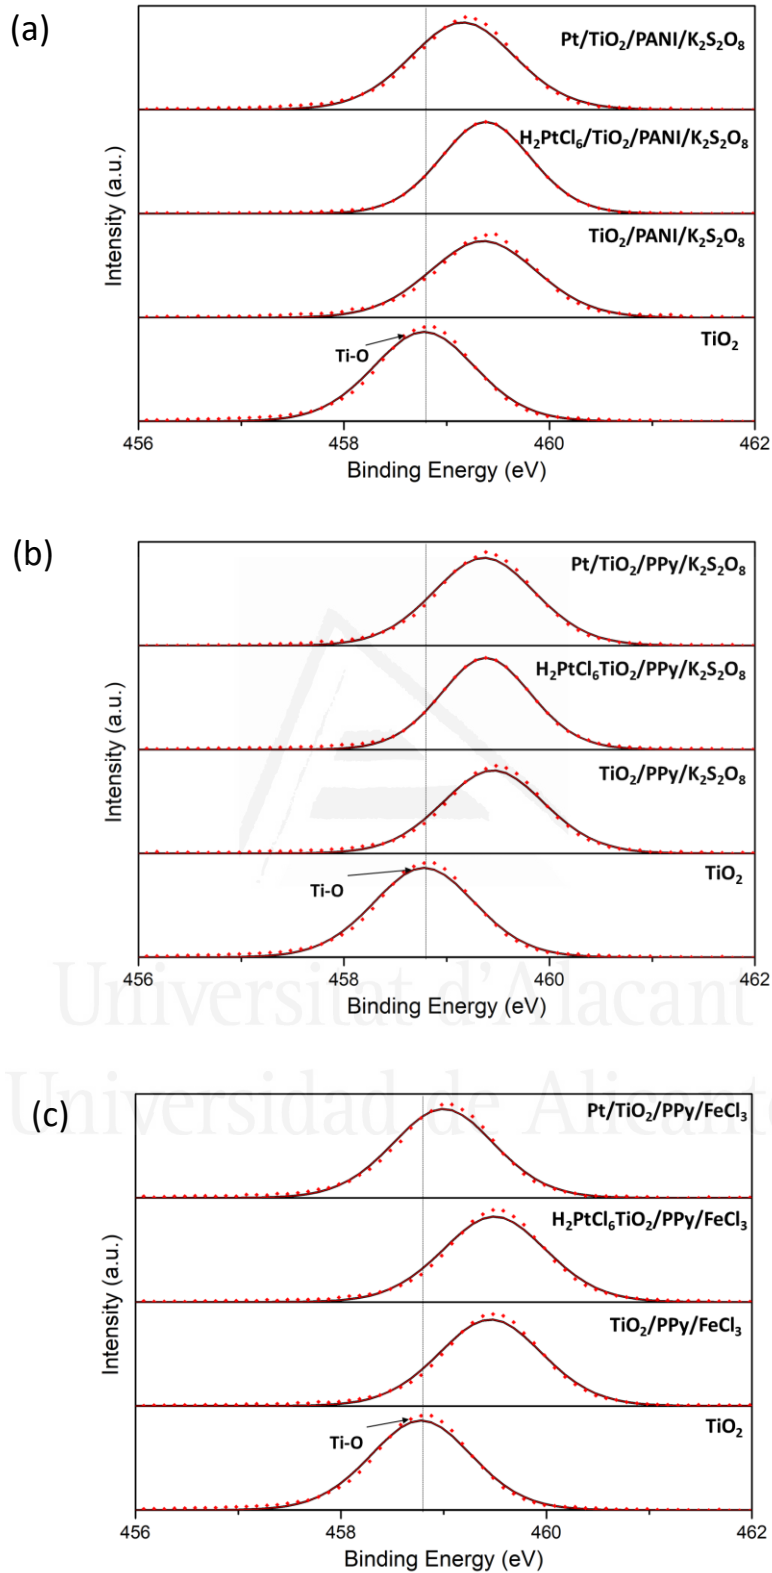 (a)
Pt/TiO₂/PANI/K₂S₂O₈
H₂PtCl₆/TiO₂/PANI/K₂S₂O₈
TiO₂/PANI/K₂S₂O₈
TiO₂
Ti-O
Intensity (a.u.)
456 458 460 462
Binding Energy (eV)
(b)
Pt/TiO₂/PPy/K₂S₂O₈
H₂PtCl₆TiO₂/PPy/K₂S₂O₈
TiO₂/PPy/K₂S₂O₈
TiO₂
Ti-O
Intensity (a.u.)
456 458 460 462
Binding Energy (eV)
Universitat d'Alacant
Universidad de Alicante
(c)
Pt/TiO₂/PPy/FeCl₃
H₂PtCl₆TiO₂/PPy/FeCl₃
TiO₂/PPy/FeCl₃
TiO₂
Ti-O
Intensity (a.u.)
456 458 460 462
Binding Energy (eV)